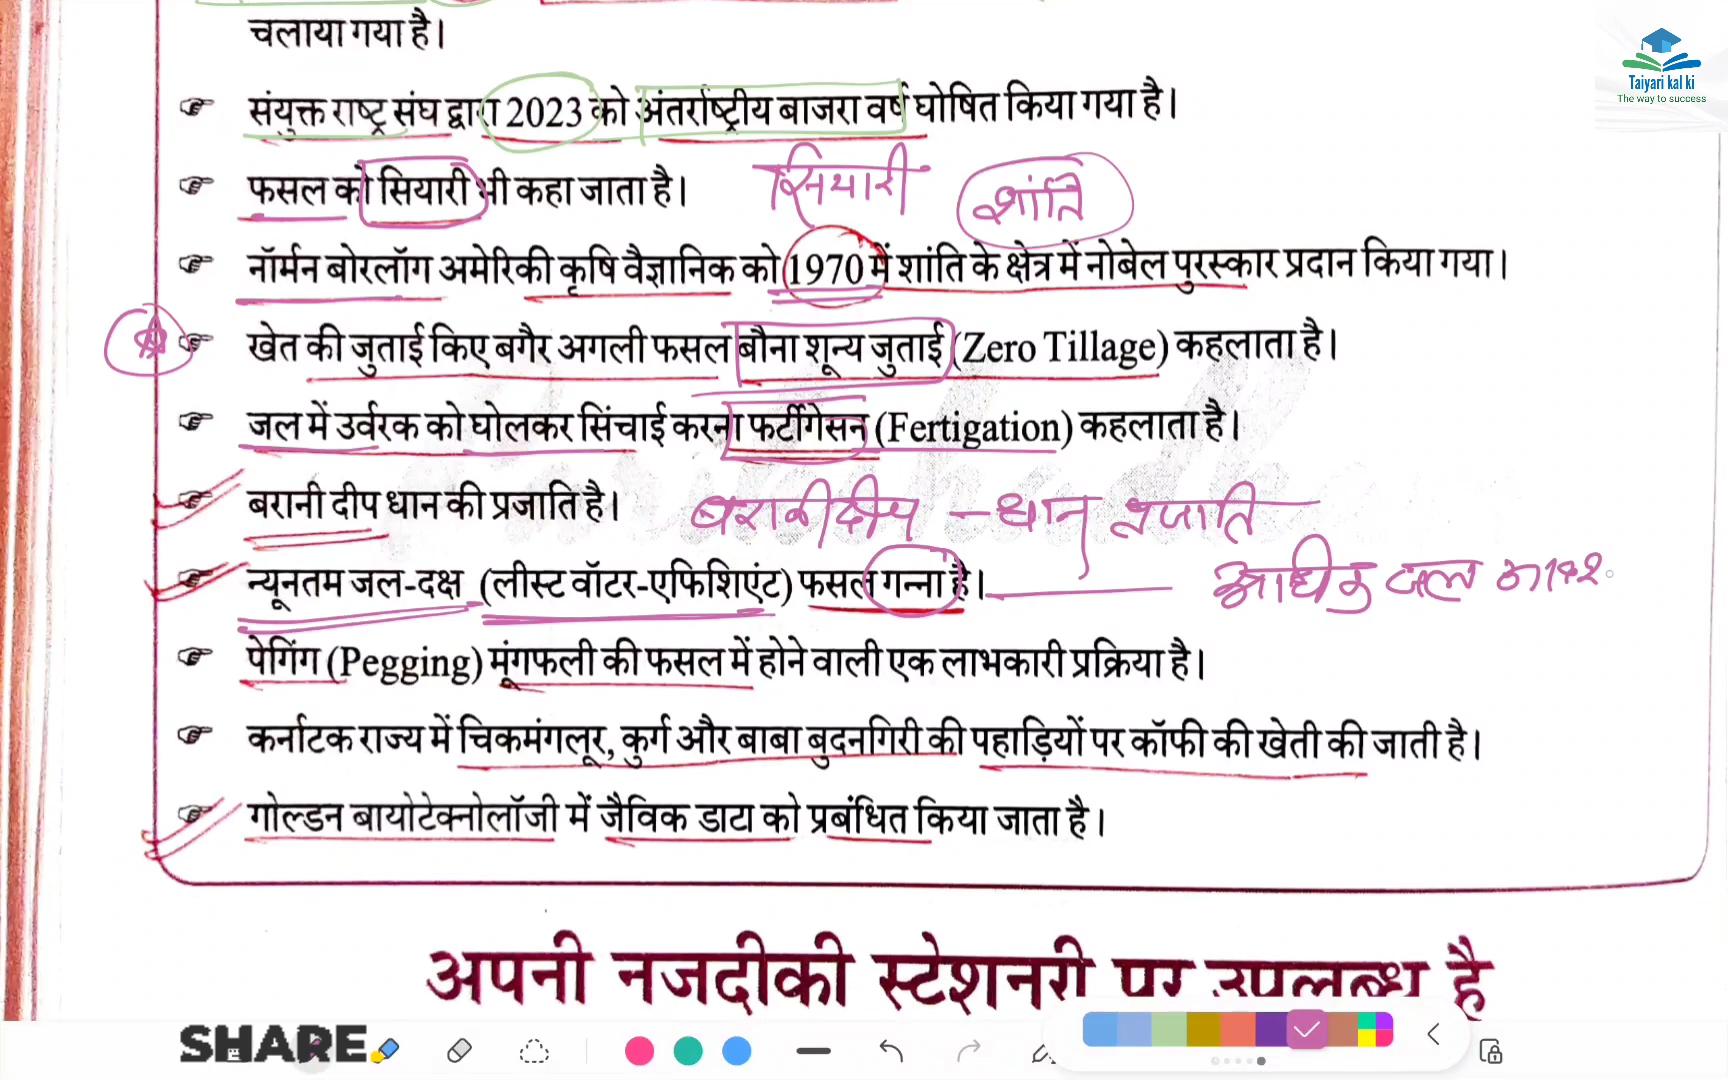 चलाया गया है।
Taiyari kal ki
The way to success
संयुक्त राष्ट्र संघ द्वारा 2023 को अंतर्राष्ट्रीय बाजरा वर्ष घोषित किया गया है।
फसल को सियारी भी कहा जाता है।
सियारी
शांति
नॉर्मन बोरलॉग अमेरिकी कृषि वैज्ञानिक को 1970 में शांति के क्षेत्र में नोबेल पुरस्कार प्रदान किया गया।
खेत की जुताई किए बगैर अगली फसल बौना शून्य जुताई (Zero Tillage) कहलाता है।
जल में उर्वरक को घोलकर सिंचाई करना फर्टीगेसन (Fertigation) कहलाता है।
बरानी दीप धान की प्रजाति है।
बरानी दीप – धान प्रजाति
न्यूनतम जल-दक्ष (लीस्ट वॉटर-एफिशिएंट) फसल गन्ना है।
जल
पेगिंग (Pegging) मूंगफली की फसल में होने वाली एक लाभकारी प्रक्रिया है।
कर्नाटक राज्य में चिकमंगलूर, कुर्ग और बाबा बुदनगिरी की पहाड़ियों पर कॉफी की खेती की जाती है।
गोल्डन बायोटेक्नोलॉजी में जैविक डाटा को प्रबंधित किया जाता है।
अपनी नजदीकी स्टेशनरी पर उपलब्ध है
SHARE